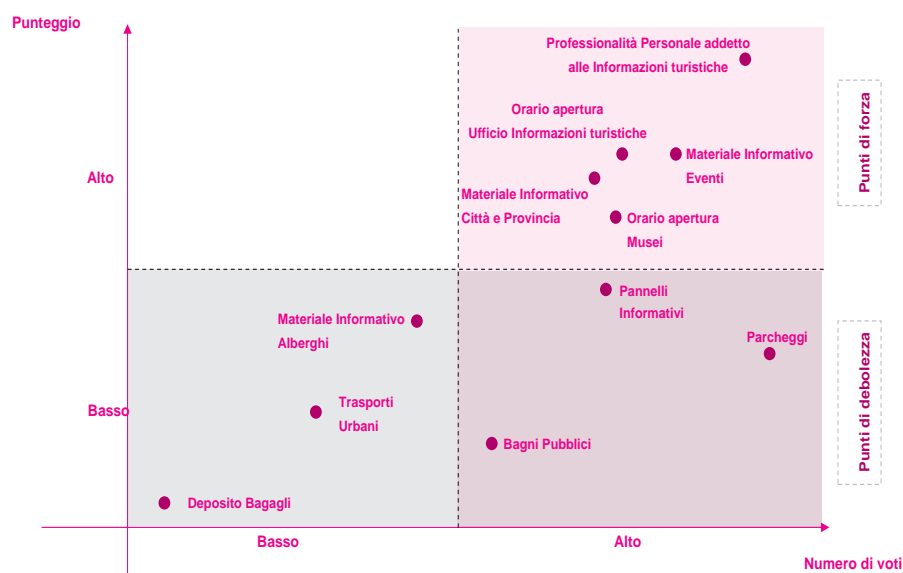 Punteggio
Professionalità Personale addetto
alle Informazioni turistiche
Orario apertura
Ufficio Informazioni turistiche
Materiale Informativo
Eventi
Alto
Materiale Informativo
Città e Provincia
Orario apertura
Musei
Punti di forza
Pannelli
Informativi
Materiale Informativo
Alberghi
Parcheggi
Basso
Trasporti
Urbani
Bagni Pubblici
Punti di debolezza
Deposito Bagagli
Basso
Alto
Numero di voti